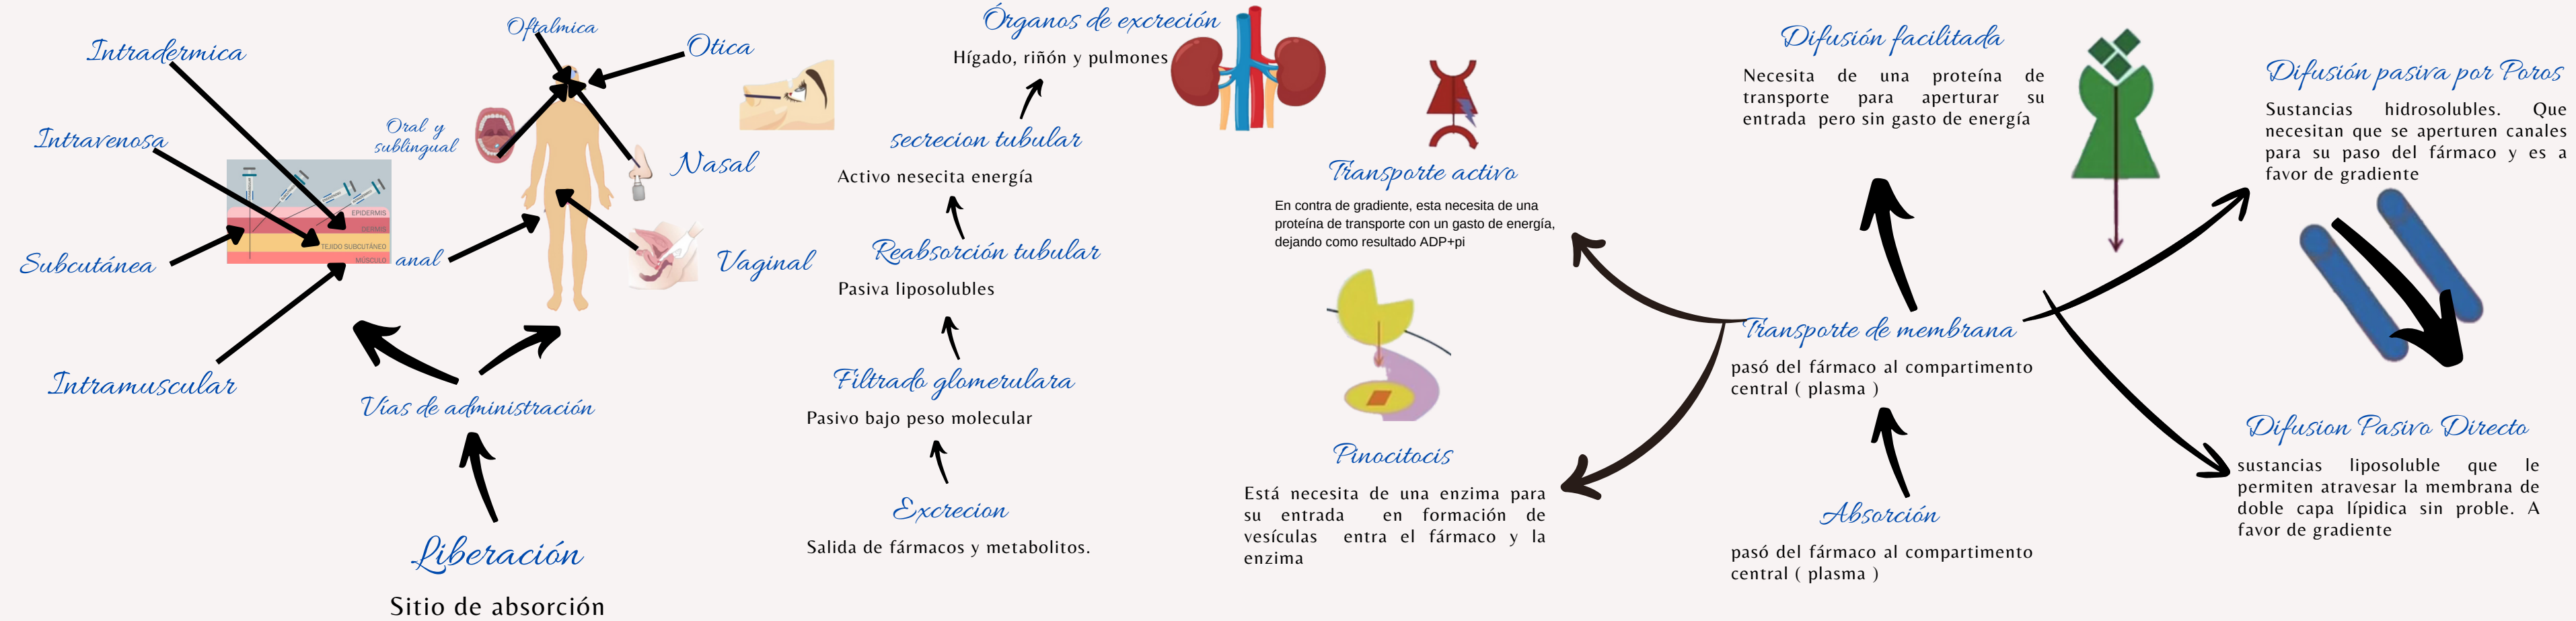 Intradermica
Intravenosa
Subcutánea
Intramuscular
EPIDERMIS
DERMIS
TEJIDO SUBCUTÁNEO
MÚSCULO
Oftalmica
Otica
Oral y
sublingual
Nasal
anal
Vaginal
Vías de administración
Liberación
Sitio de absorción
Órganos de excreción
Hígado, riñón y pulmones
secrecion tubular
Activo nesecita energía
Reabsorción tubular
Pasiva liposolubles
Filtrado glomerulara
Pasivo bajo peso molecular
Excrecion
Salida de fármacos y metabolitos.
Transporte activo
En contra de gradiente, esta necesita de una
proteína de transporte con un gasto de energía,
dejando como resultado ADP+pi
Pinocitocis
Está necesita de una enzima para
su entrada en formación de
vesículas entra el fármaco y la
enzima
Difusión facilitada
Necesita de una proteína de
transporte para aperturar su
entrada pero sin gasto de energía
Transporte de membrana
pasó del fármaco al compartimento
central ( plasma )
Absorción
pasó del fármaco al compartimento
central ( plasma )
Difusión pasiva por Poros
Sustancias hidrosolubles. Que
necesitan que se aperturen canales
para su paso del fármaco y es a
favor de gradiente
Difusion Pasivo Directo
sustancias liposoluble que le
permiten atravesar la membrana de
doble capa lípidica sin proble. A
favor de gradiente